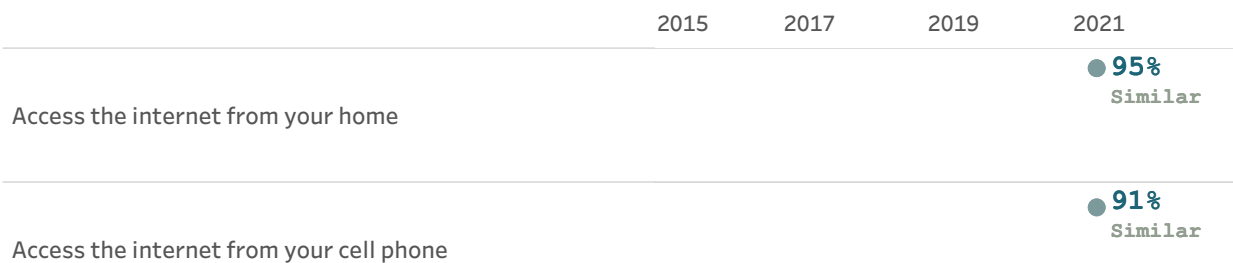 2015 2017 2019 2021
95%
Similar
Access the internet from your home
91%
Similar
Access the internet from your cell phone